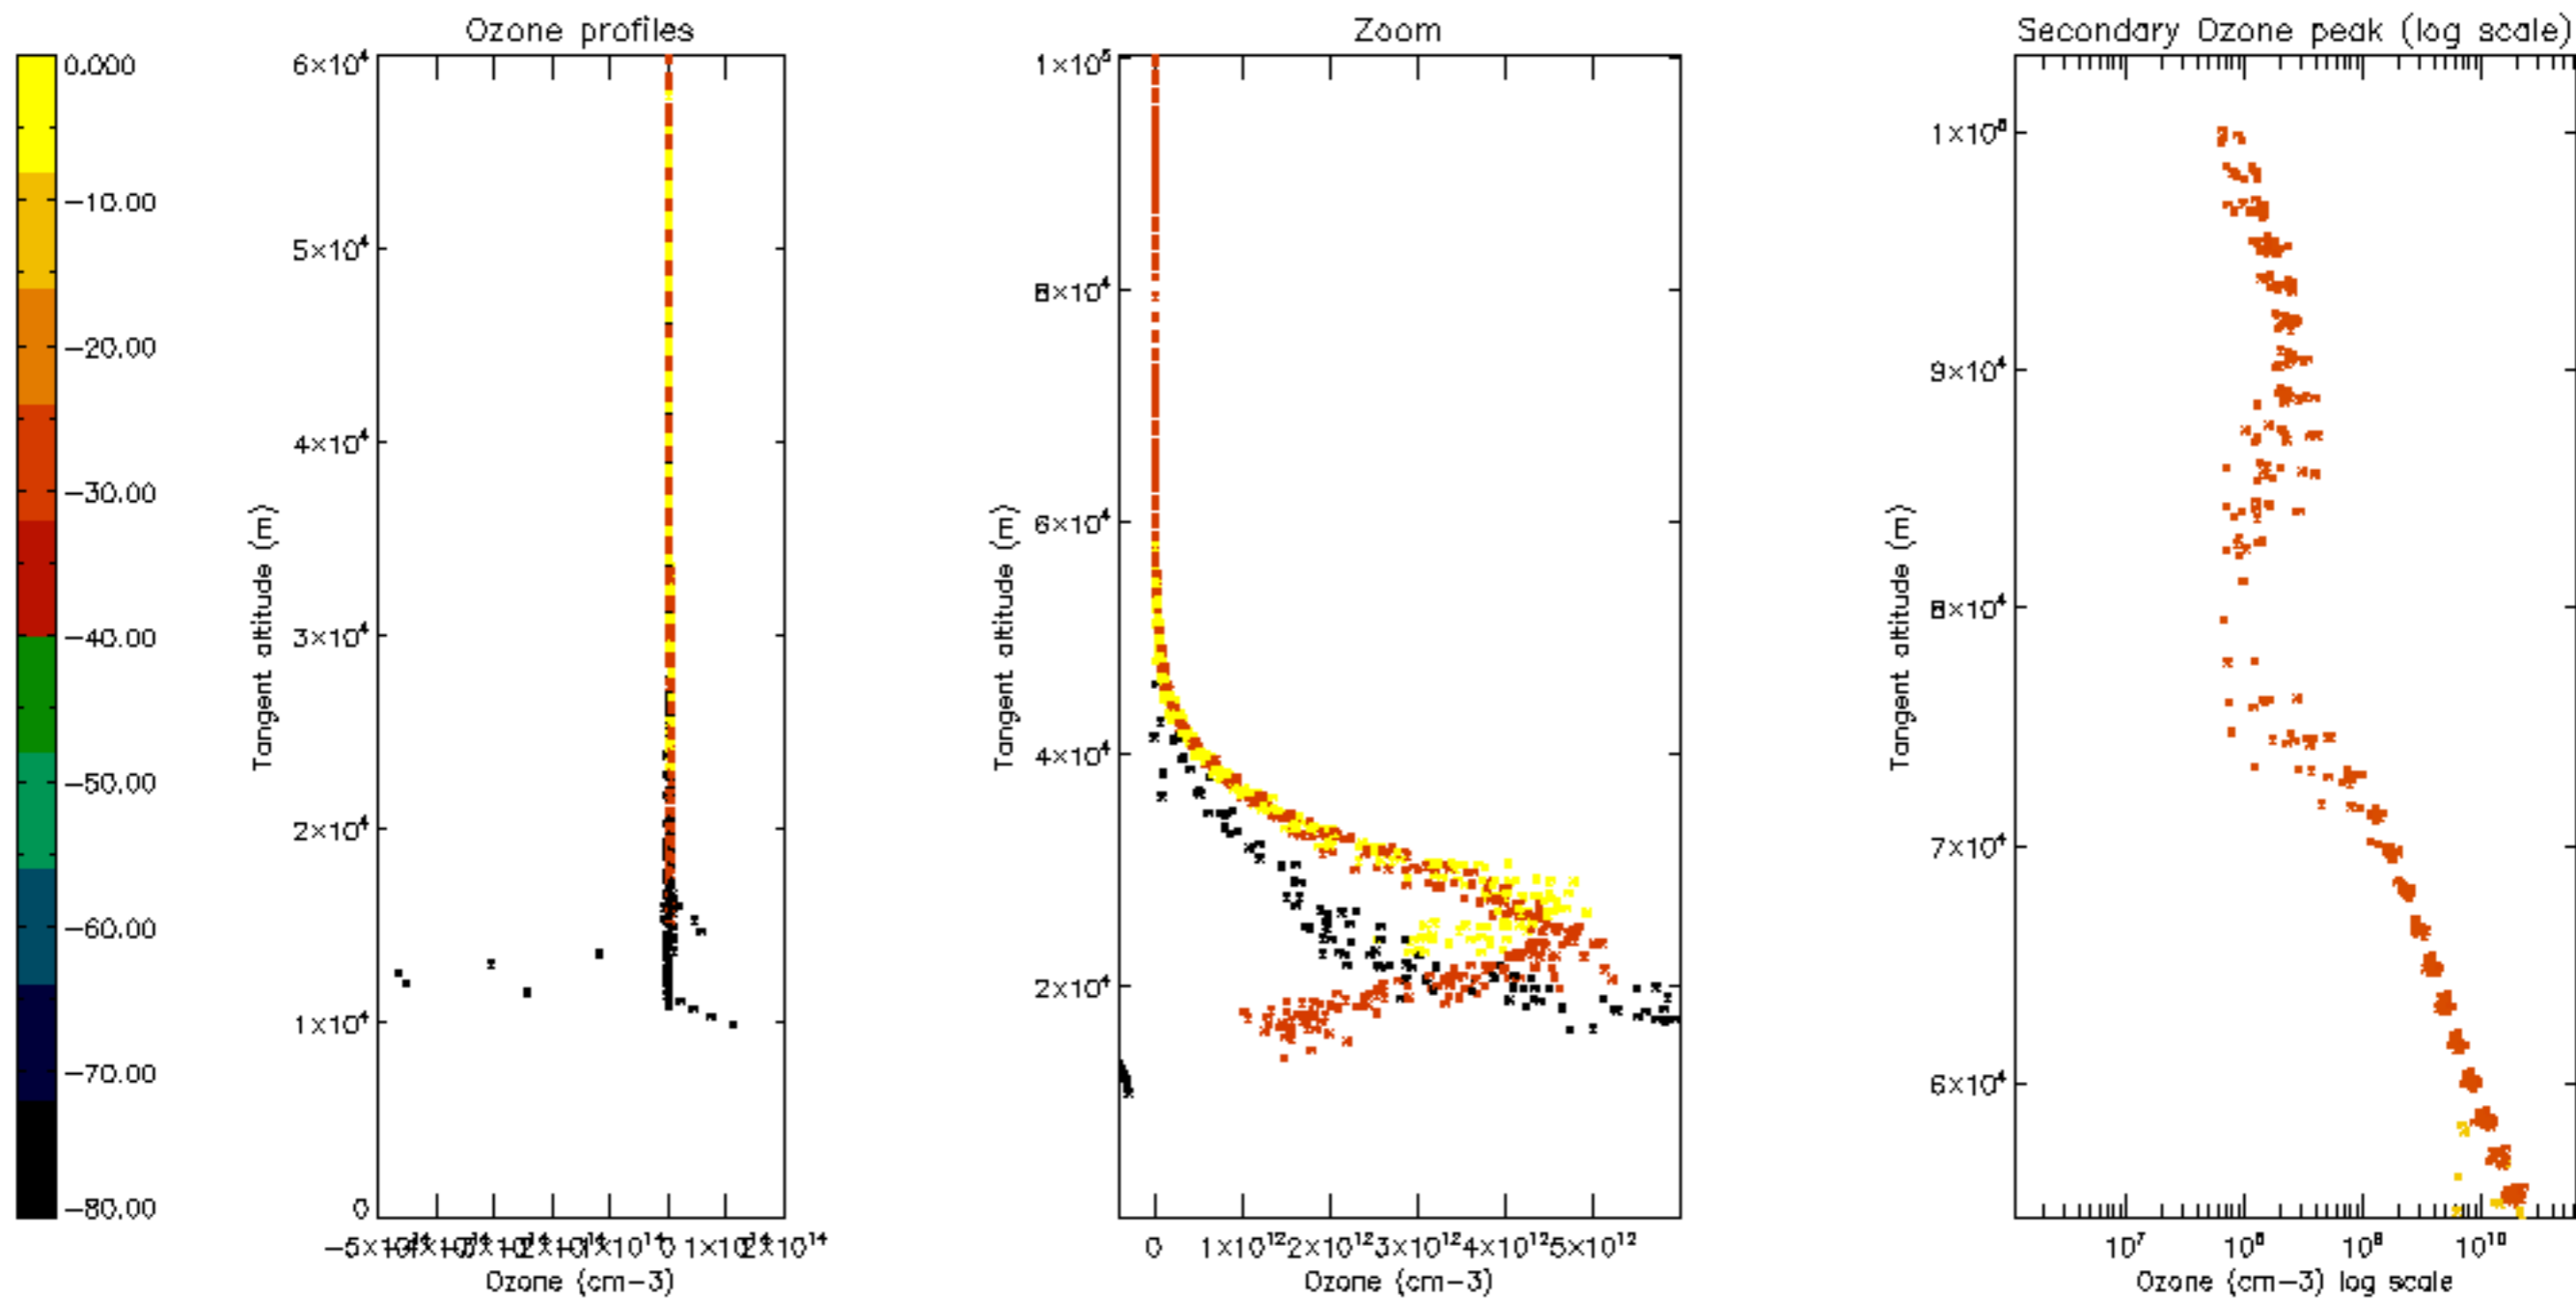 Ozone profiles
Zoom
Secondary Ozone peak (log scale)
0.000
-10.00
-20.00
-30.00
-40.00
-50.00
-60.00
-70.00
-80.00
6×10⁴
5×10⁴
4×10⁴
3×10⁴
2×10⁴
1×10⁴
0
Tangent altitude (m)
0 1×10¹⁴ 2×10¹⁴
Ozone (cm-3)
1×10⁵
8×10⁴
6×10⁴
4×10⁴
2×10⁴
Tangent altitude (m)
0 1×10¹² 2×10¹² 3×10¹² 4×10¹² 5×10¹²
Ozone (cm-3)
9×10⁴
8×10⁴
7×10⁴
6×10⁴
Tangent altitude (m)
10⁷ 10⁸ 10⁹ 10¹⁰
Ozone (cm-3) log scale